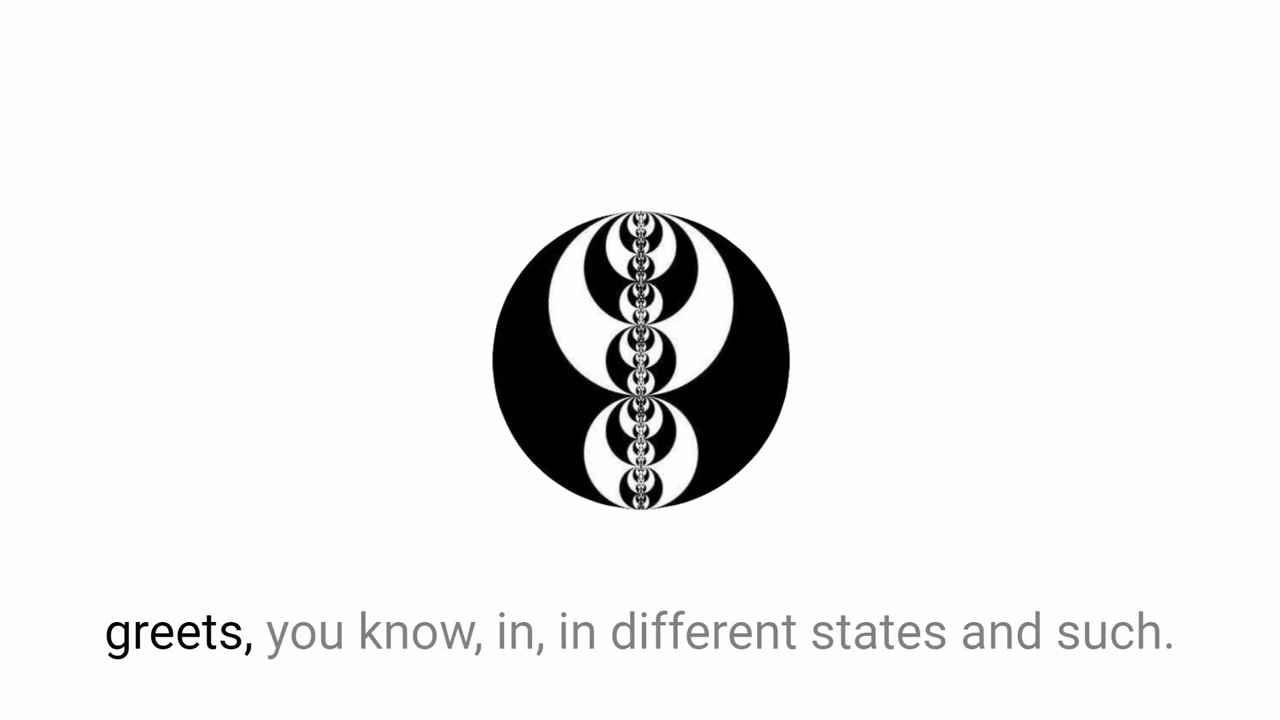 greets, you know, in, in different states and such.